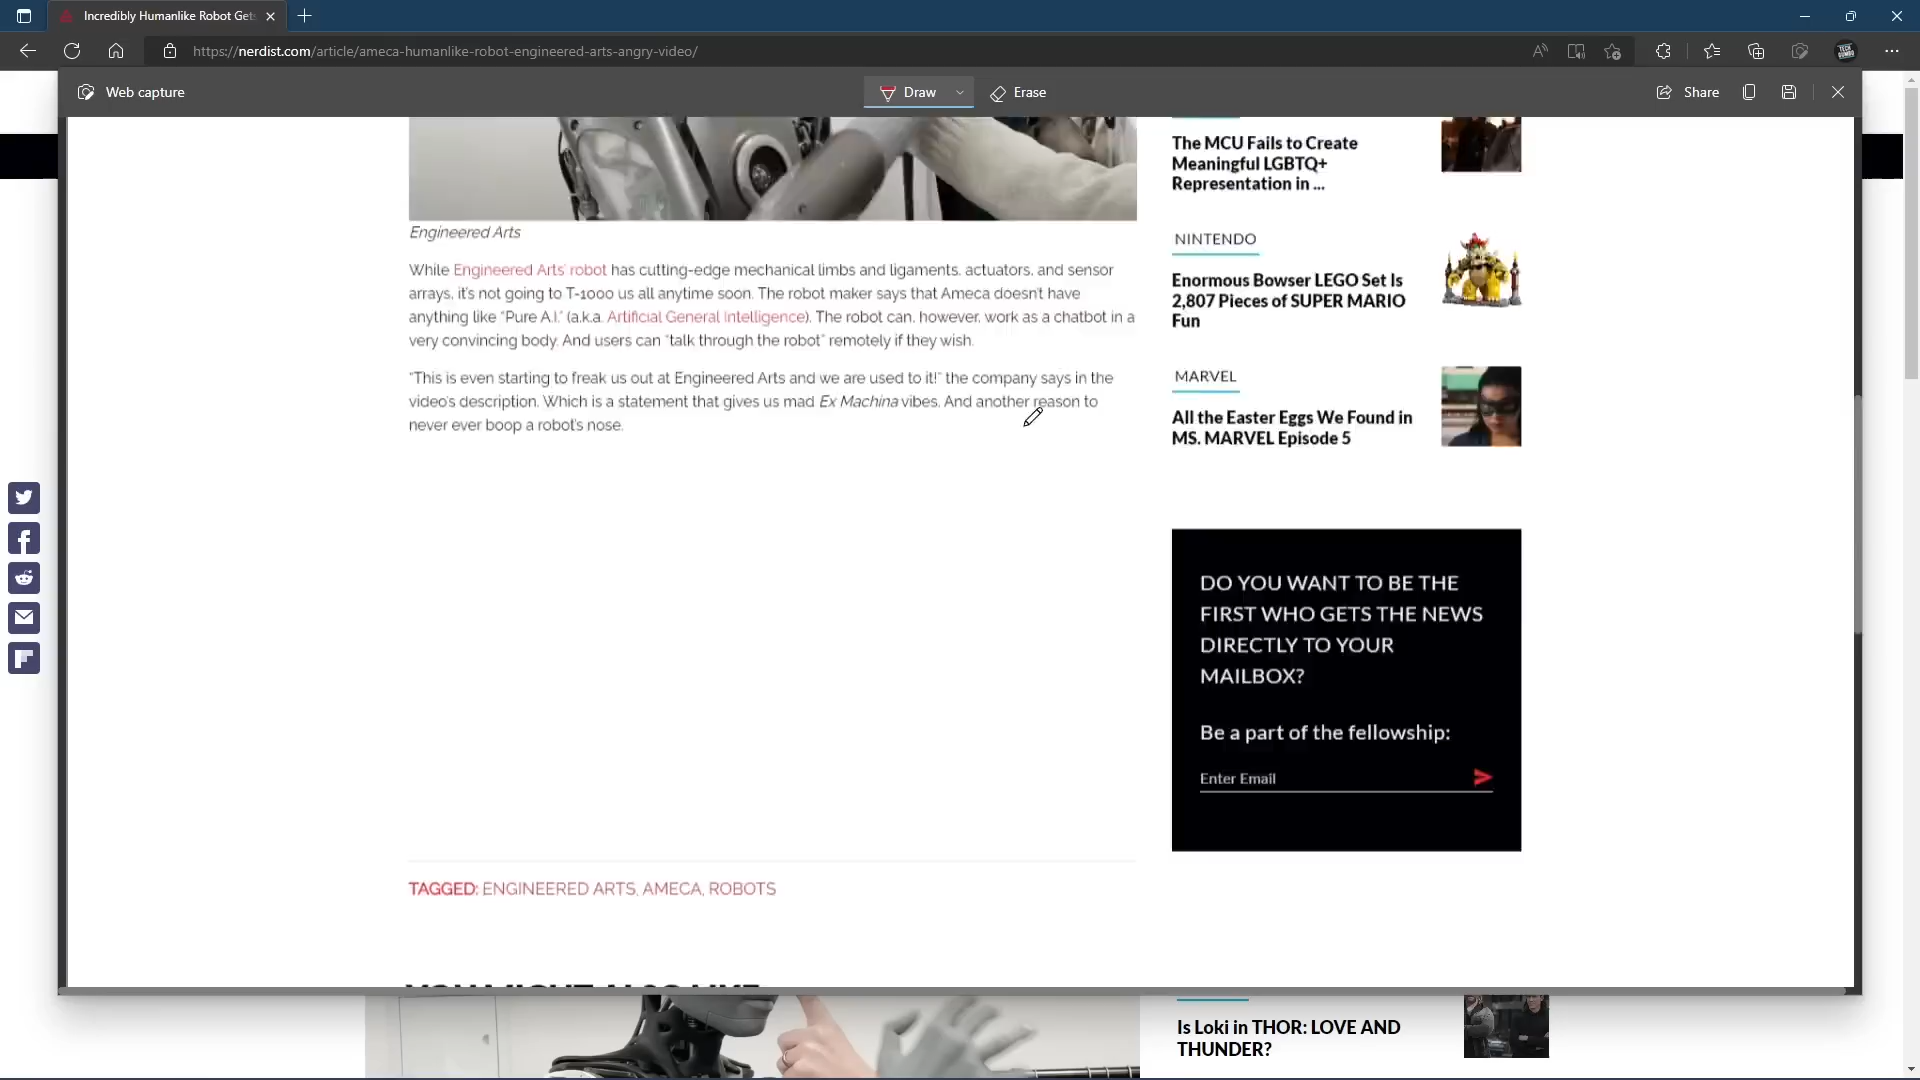 Incredibly Humanlike Robot Gets
https://nerdist.com/article/ameca-humanlike-robot-engineered-arts-angry-video/
Web capture
Draw
Erase
Share
Engineered Arts
While Engineered Arts' robot has cutting-edge mechanical limbs and ligaments, actuators, and sensor
arrays, it's not going to T-1000 us all anytime soon. The robot maker says that Ameca doesn't have
anything like "Pure A.I." (a.k.a. Artificial General Intelligence). The robot can, however, work as a chatbot in a
very convincing body. And users can "talk through the robot" remotely if they wish.
"This is even starting to freak us out at Engineered Arts and we are used to it!" the company says in the
video's description. Which is a statement that gives us mad Ex Machina vibes. And another reason to
never ever boop a robot's nose.
TAGGED: ENGINEERED ARTS, AMECA, ROBOTS
The MCU Fails to Create
Meaningful LGBTQ+
Representation in ...
NINTENDO
Enormous Bowser LEGO Set Is
2,807 Pieces of SUPER MARIO
Fun
MARVEL
All the Easter Eggs We Found in
MS. MARVEL Episode 5
DO YOU WANT TO BE THE
FIRST WHO GETS THE NEWS
DIRECTLY TO YOUR
MAILBOX?
Be a part of the fellowship:
Enter Email
YOU MIGHT ALSO LIKE
Is Loki in THOR: LOVE AND
THUNDER?